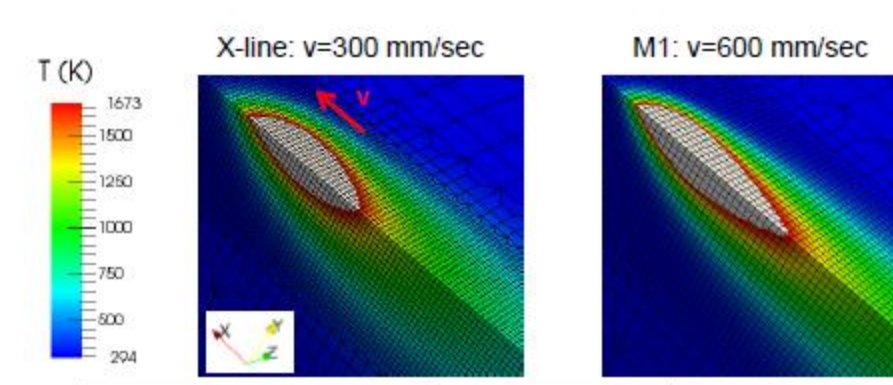 X-line: v=300 mm/sec
M1: v=600 mm/sec
T (K)
1673
1500
1250
1000
750
500
294
v
X
Y
Z